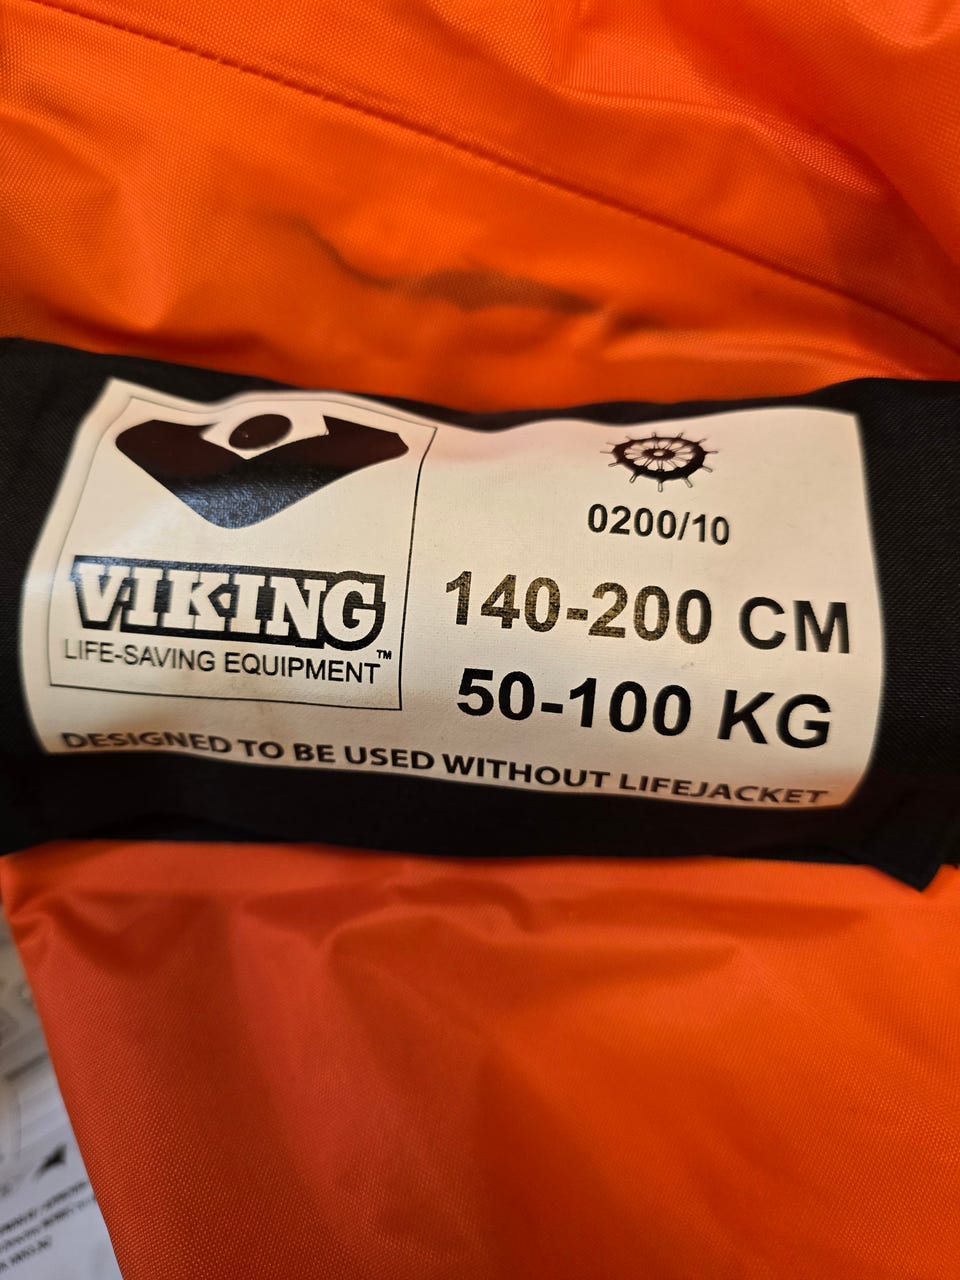 VIKING
LIFE-SAVING EQUIPMENT™
0200/10
140-200 CM
50-100 KG
DESIGNED TO BE USED WITHOUT LIFEJACKET